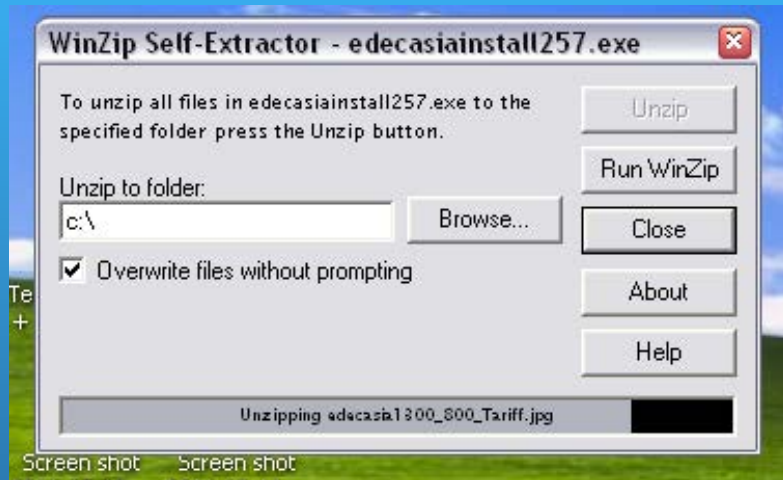 WinZip Self-Extractor - edecasiainstall257.exe
To unzip all files in edecasiainstall257.exe to the
specified folder press the Unzip button.
Unzip
Run WinZip
Unzip to folder:
c:\
Browse...
Close
Overwrite files without prompting
About
Help
Te
+
Unzipping edecasia1300_800_Tariff.jpg
Screen shot
Screen shot